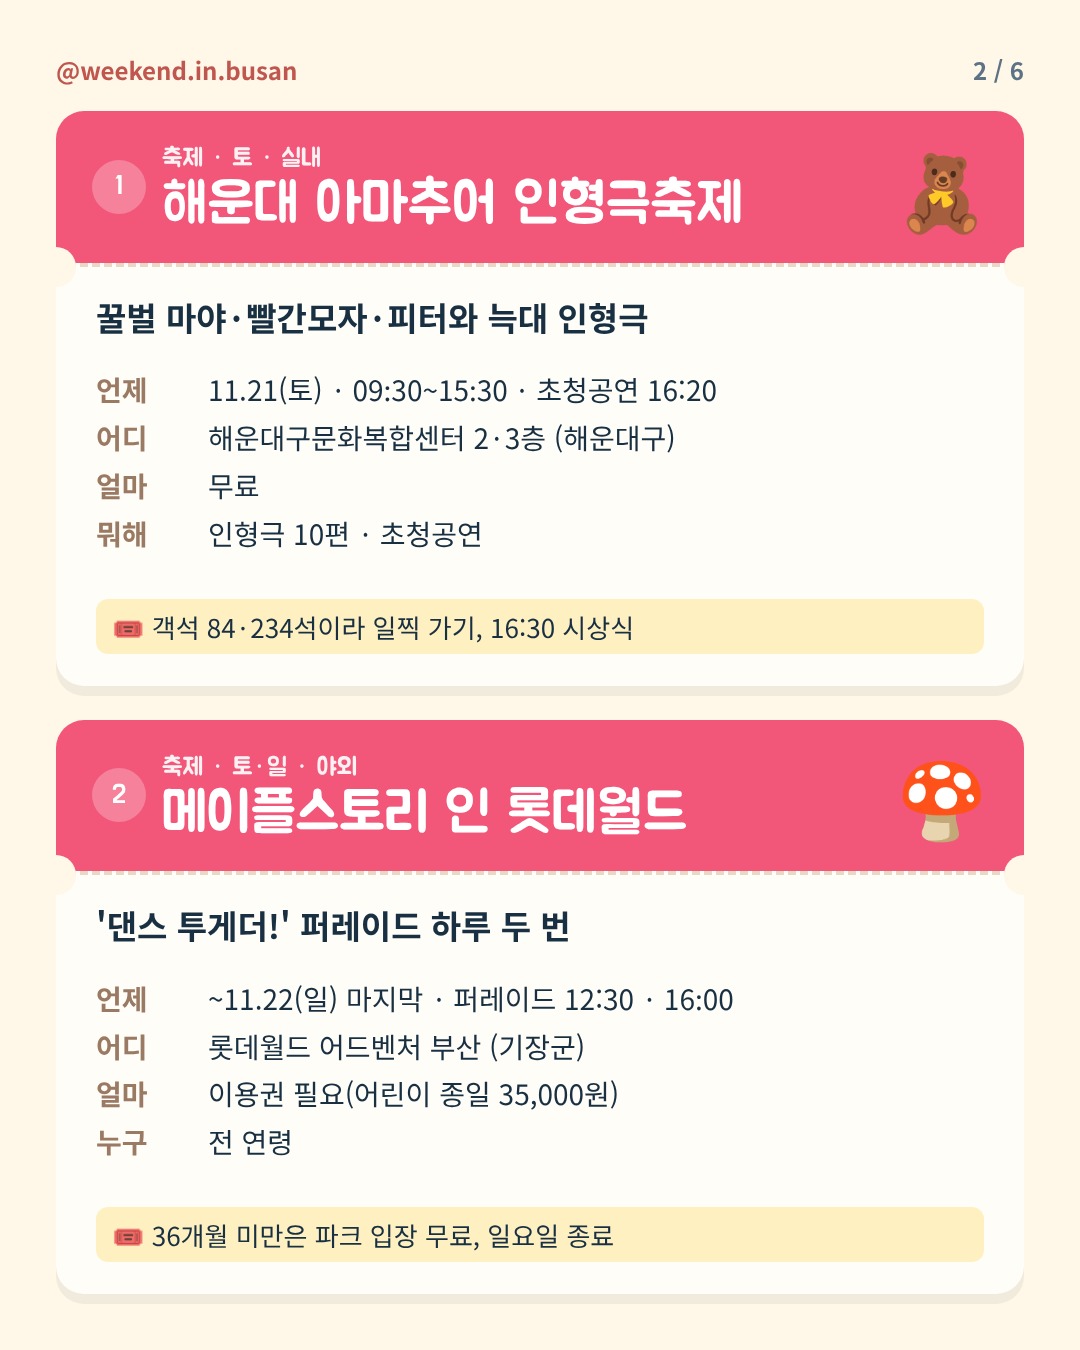 @weekend.in.busan
2 / 6
축제 · 토 · 실내
1
해운대 아마추어 인형극축제
꿀벌 마야·빨간모자·피터와 늑대 인형극
언제 11.21(토) · 09:30~15:30 · 초청공연 16:20
어디 해운대구문화복합센터 2·3층 (해운대구)
얼마 무료
뭐해 인형극 10편 · 초청공연
객석 84·234석이라 일찍 가기, 16:30 시상식
축제 · 토·일 · 야외
2
메이플스토리 인 롯데월드
'댄스 투게더!' 퍼레이드 하루 두 번
언제 ~11.22(일) 마지막 · 퍼레이드 12:30 · 16:00
어디 롯데월드 어드벤처 부산 (기장군)
얼마 이용권 필요(어린이 종일 35,000원)
누구 전 연령
36개월 미만은 파크 입장 무료, 일요일 종료